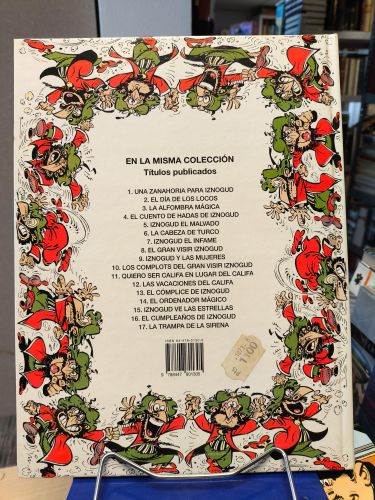 EN LA MISMA COLECCIÓN
Títulos publicados
1. UNA ZANAHORIA PARA IZNOGUD
2. EL DÍA DE LOS LOCOS
3. LA ALFOMBRA MÁGICA
4. EL CUENTO DE HADAS DE IZNOGUD
5. IZNOGUD EL MALVADO
6. LA CABEZA DE TURCO
7. IZNOGUD EL INFAME
8. EL GRAN VISIR IZNOGUD
9. IZNOGUD Y LAS MUJERES
10. LOS COMPLOTS DEL GRAN VISIR IZNOGUD
11. QUIERO SER CALIFA EN LUGAR DEL CALIFA
12. LAS VACACIONES DEL CALIFA
13. EL CÓMPLICE DE IZNOGUD
14. EL ORDENADOR MÁGICO
15. IZNOGUD VE LAS ESTRELLAS
16. EL CUMPLEAÑOS DE IZNOGUD
17. LA TRAMPA DE LA SIRENA